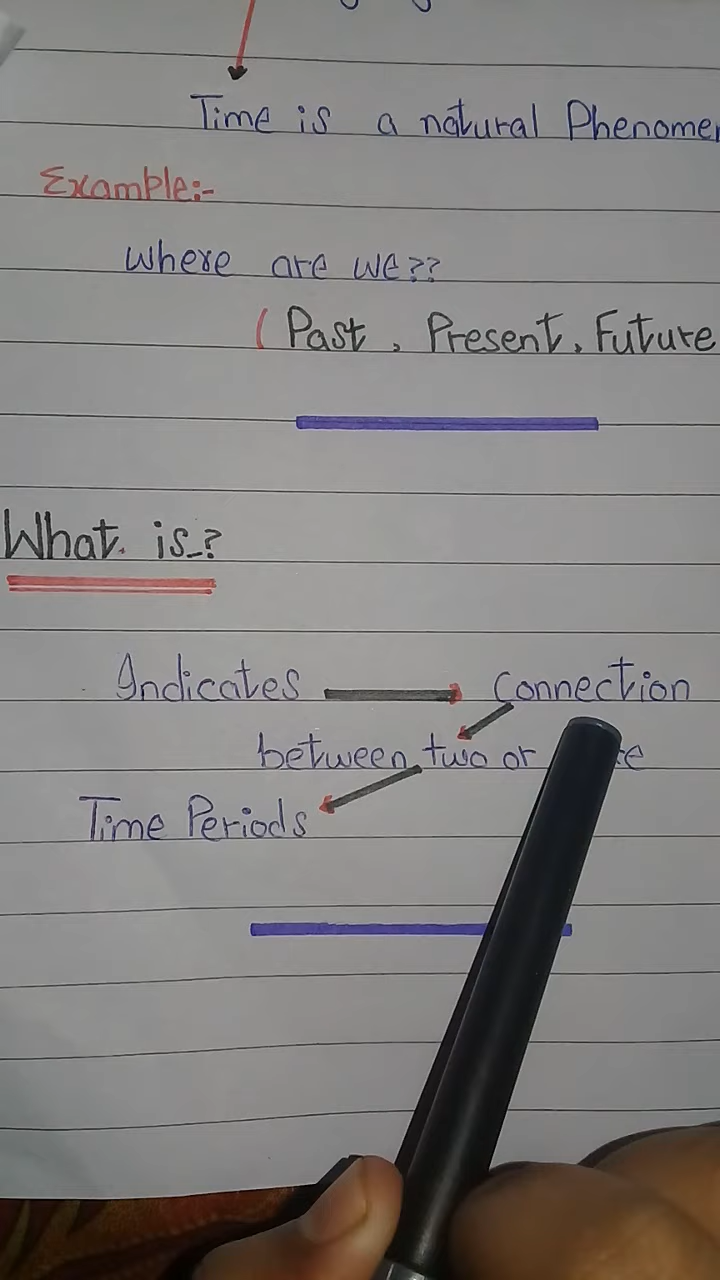 Time is a natural Phenomen
Example:-
where are we??
( Past , Present , Future
What is ?
Indicates connection
between two or
Time Periods